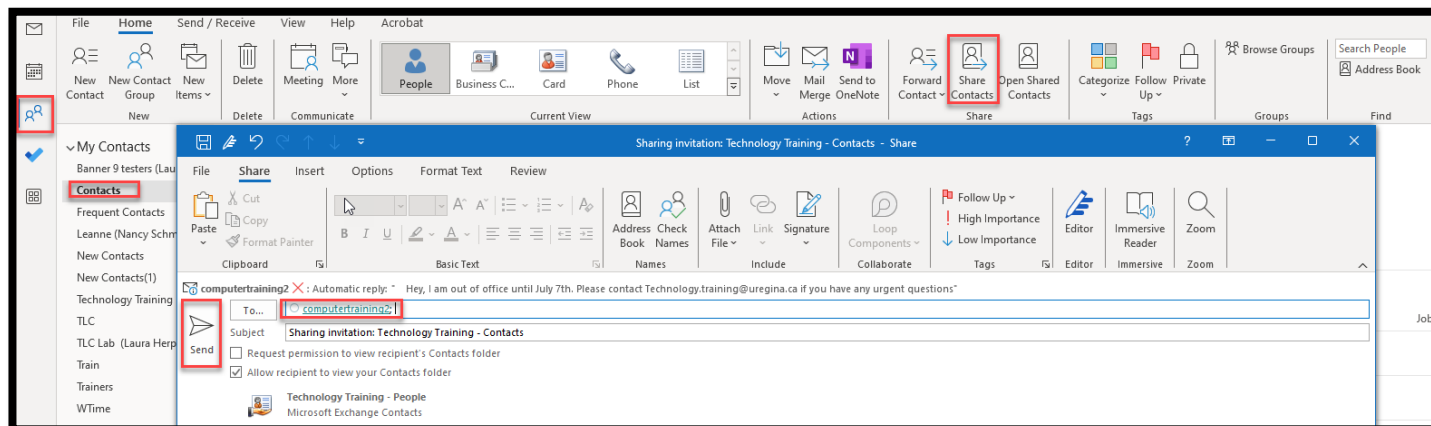 File Home Send / Receive View Help Acrobat
New Contact New Contact Group New Items Delete Meeting More People Business C... Card Phone List Move Mail Merge Send to OneNote Forward Contact Share Contacts Open Shared Contacts Categorize Follow Up Private Browse Groups Search People
Address Book
New Delete Communicate Current View Actions Share Tags Groups Find
My Contacts
Banner 9 testers (Lau
Contacts
Frequent Contacts
Leanne (Nancy Schm
New Contacts
New Contacts(1)
Technology Training
TLC
TLC Lab (Laura Herp
Train
Trainers
WTime
Sharing invitation: Technology Training - Contacts - Share
File Share Insert Options Format Text Review
Paste Cut
Copy
Format Painter
B I U A
Address Book Check Names Attach File Link Signature Loop Components Follow Up
High Importance
Low Importance
Editor Immersive Reader Zoom
Clipboard Basic Text Names Include Collaborate Tags Editor Immersive Zoom
computertraining2 : Automatic reply: " Hey, I am out of office until July 7th. Please contact Technology.training@uregina.ca if you have any urgent questions"
To... computertraining2;
Subject Sharing invitation: Technology Training - Contacts
Send
Request permission to view recipient's Contacts folder
Allow recipient to view your Contacts folder
Technology Training - People
Microsoft Exchange Contacts
Job